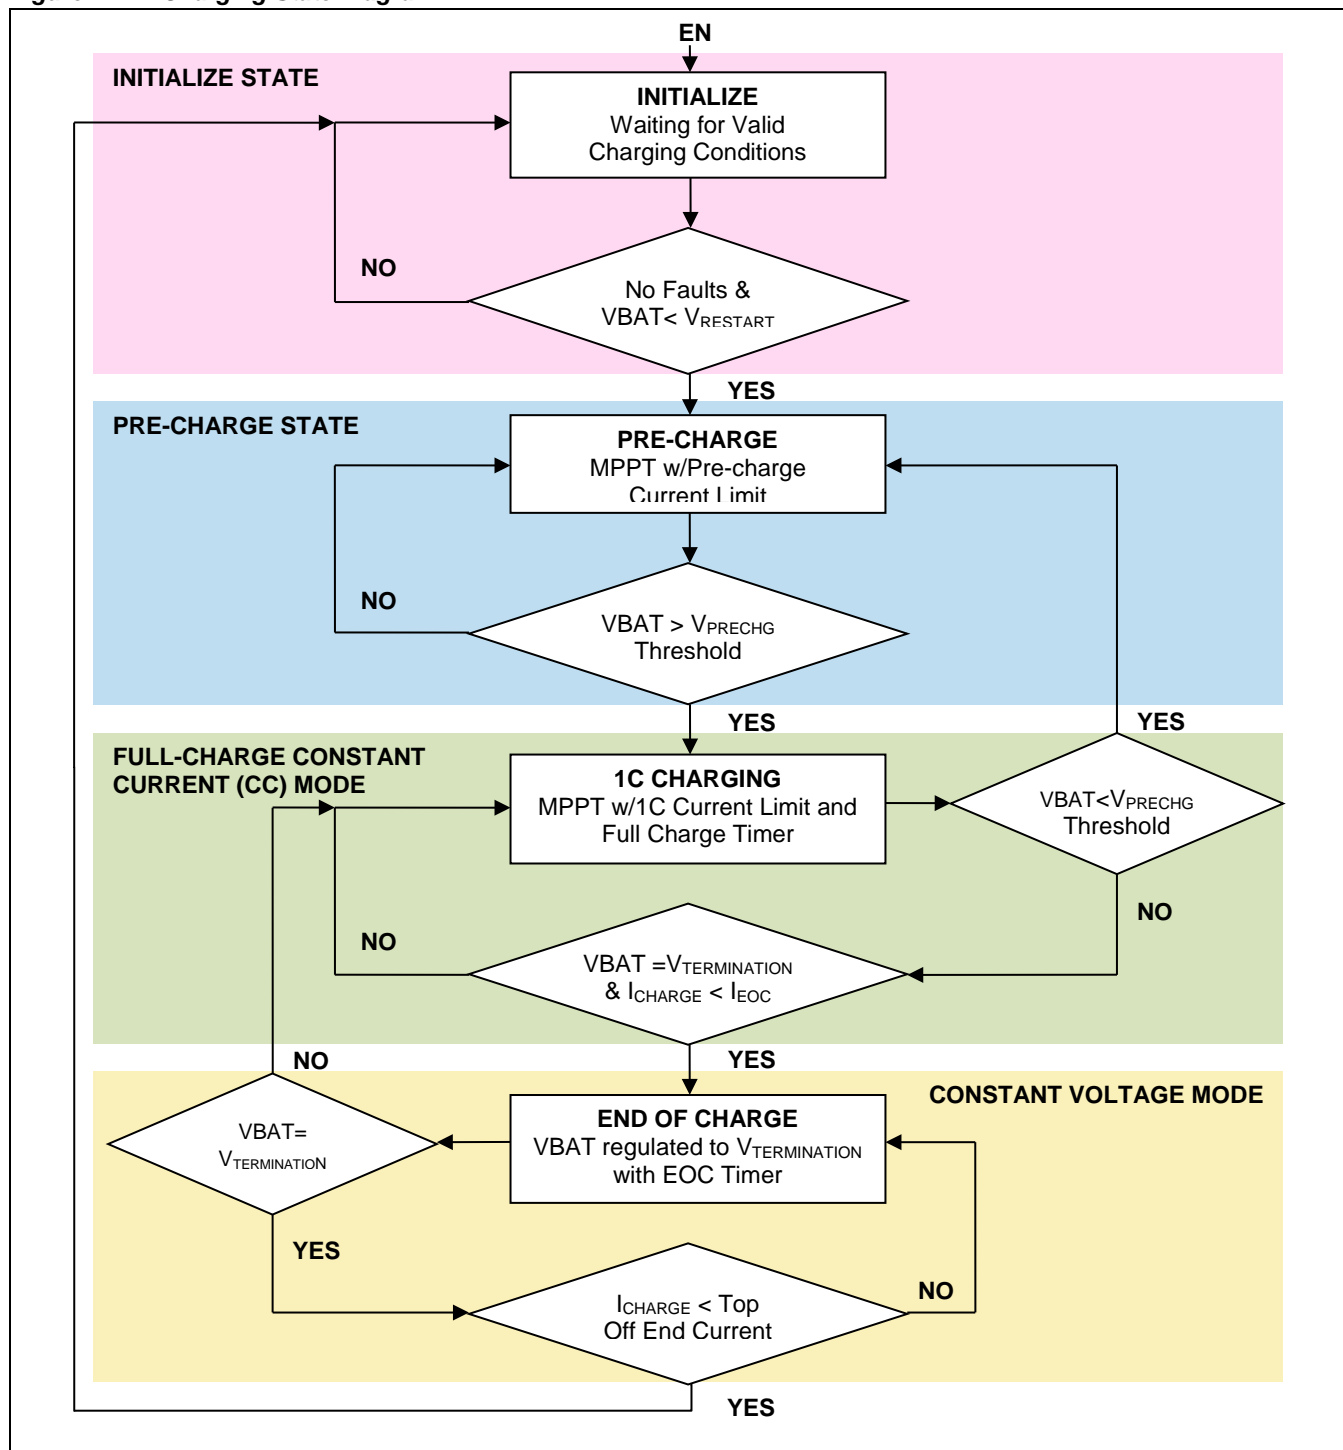 EN
INITIALIZE STATE
INITIALIZE
Waiting for Valid
Charging Conditions
NO
No Faults &
VBAT< VRESTART
YES
PRE-CHARGE STATE
PRE-CHARGE
MPPT w/Pre-charge
Current Limit
NO
VBAT > VPRECHG
Threshold
YES
YES
FULL-CHARGE CONSTANT
CURRENT (CC) MODE
1C CHARGING
MPPT w/1C Current Limit and
Full Charge Timer
VBAT<VPRECHG
Threshold
NO
NO
VBAT =VTERMINATION
& ICHARGE < IEOC
YES
NO
CONSTANT VOLTAGE MODE
END OF CHARGE
VBAT regulated to VTERMINATION
with EOC Timer
VBAT=
VTERMINATION
YES
NO
ICHARGE < Top
Off End Current
YES